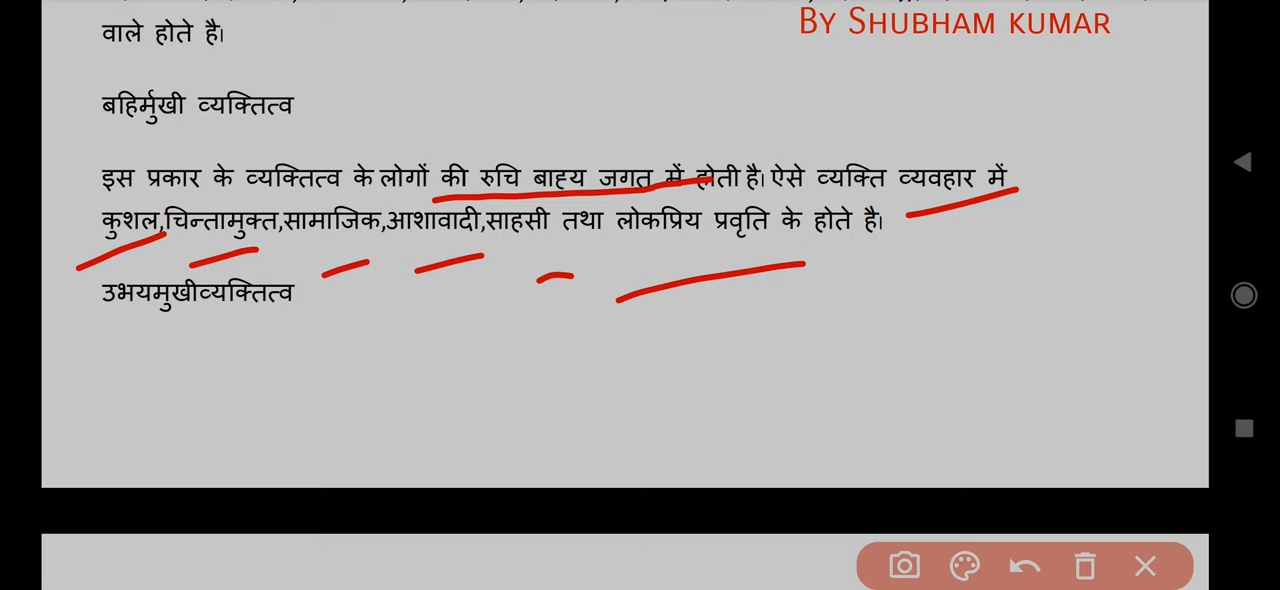 वाले होते है।
By Shubham kumar
बहिर्मुखी व्यक्तित्व
इस प्रकार के व्यक्तित्व के लोगों की रुचि बाह्य जगत में होती है। ऐसे व्यक्ति व्यवहार में
कुशल,चिन्तामुक्त,सामाजिक,आशावादी,साहसी तथा लोकप्रिय प्रवृति के होते है।
उभयमुखीव्यक्तित्व